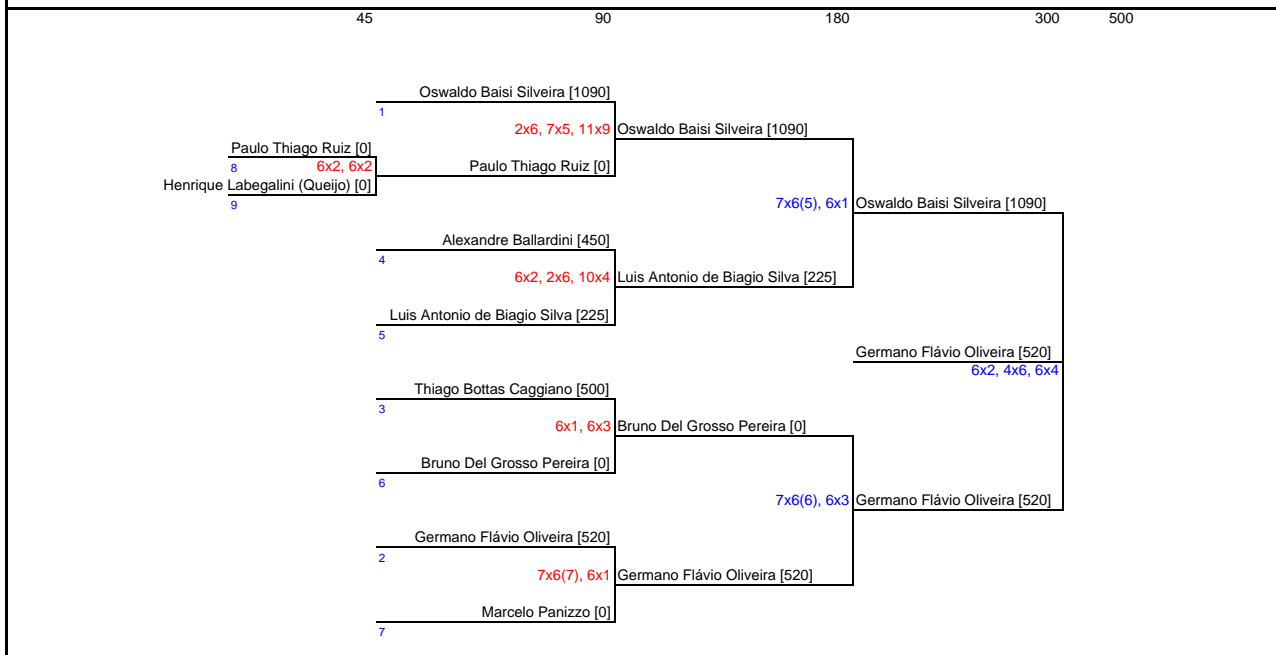 45 90 180 300 500
Oswaldo Baisi Silveira [1090]
1
2x6, 7x5, 11x9 Oswaldo Baisi Silveira [1090]
Paulo Thiago Ruiz [0]
8 6x2, 6x2 Paulo Thiago Ruiz [0]
Henrique Labegalini (Queijo) [0]
9
7x6(5), 6x1 Oswaldo Baisi Silveira [1090]
Alexandre Ballardini [450]
4
6x2, 2x6, 10x4 Luis Antonio de Biagio Silva [225]
Luis Antonio de Biagio Silva [225]
5
Germano Flávio Oliveira [520]
6x2, 4x6, 6x4
Thiago Bottas Caggiano [500]
3
6x1, 6x3 Bruno Del Grosso Pereira [0]
Bruno Del Grosso Pereira [0]
6
7x6(6), 6x3 Germano Flávio Oliveira [520]
Germano Flávio Oliveira [520]
2
7x6(7), 6x1 Germano Flávio Oliveira [520]
Marcelo Panizzo [0]
7